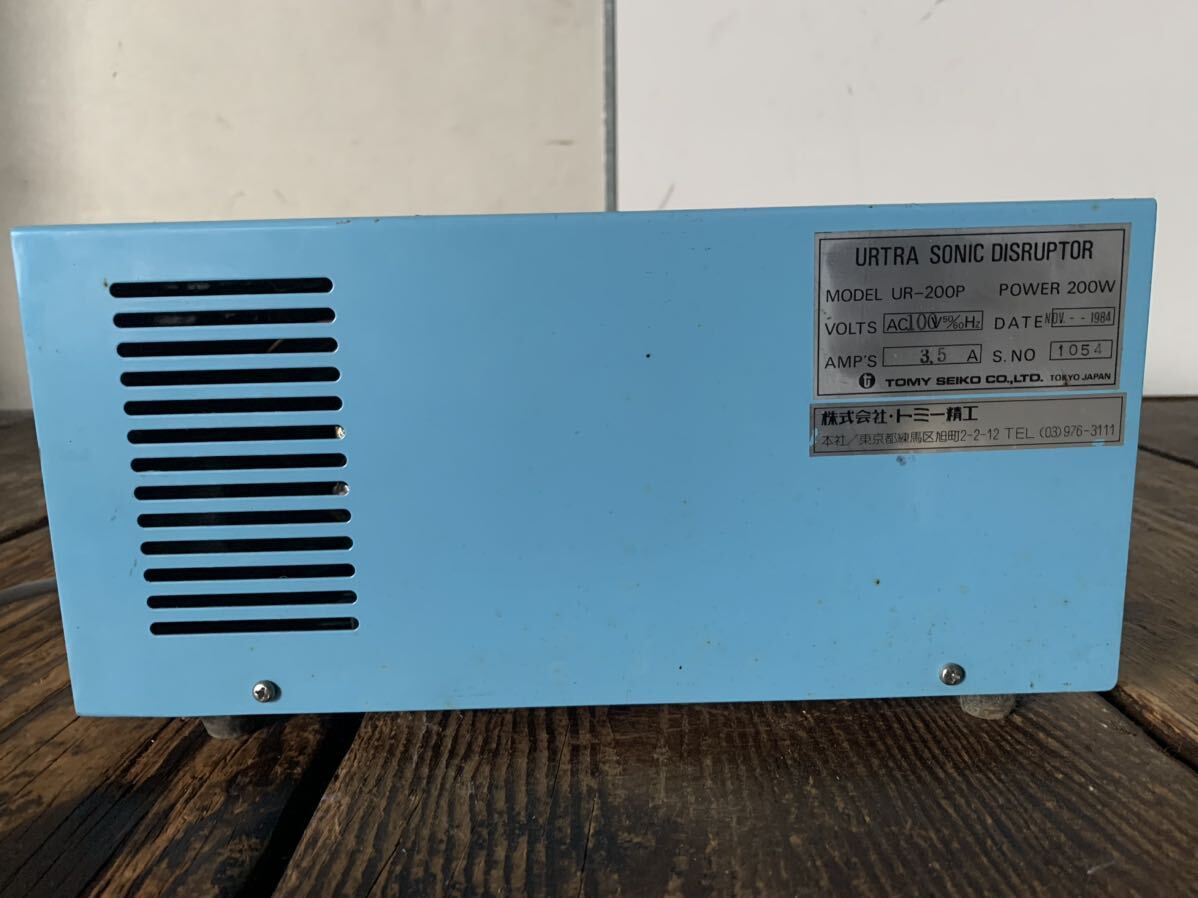 URTRA SONIC DISRUPTOR
MODEL UR-200P POWER 200W
VOLTS AC100V50/60Hz DATE NOV.--1984
AMP'S 3.5 A S.NO 1054
TOMY SEIKO CO.,LTD. TOKYO JAPAN
株式会社・トミー精工
本社/東京都練馬区旭町2-2-12 TEL (03)976-3111